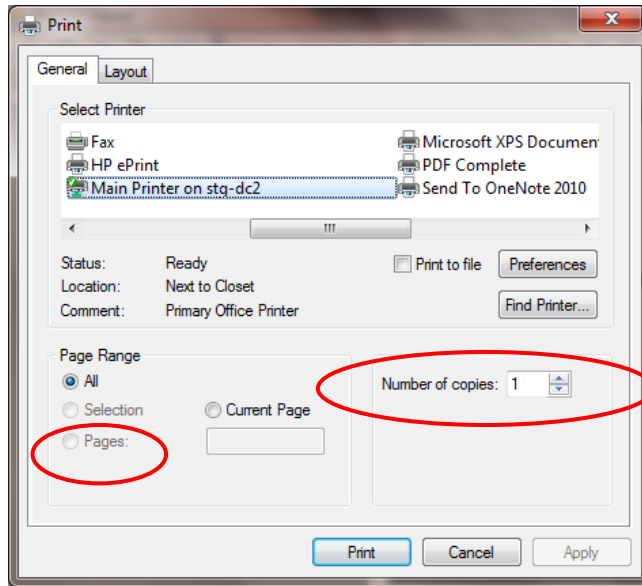 Print
General Layout
Select Printer
Fax Microsoft XPS Documen
HP ePrint PDF Complete
Main Printer on stq-dc2 Send To OneNote 2010
Status: Ready Print to file Preferences
Location: Next to Closet
Comment: Primary Office Printer Find Printer...
Page Range
All Number of copies: 1
Selection Current Page
Pages:
Print Cancel Apply